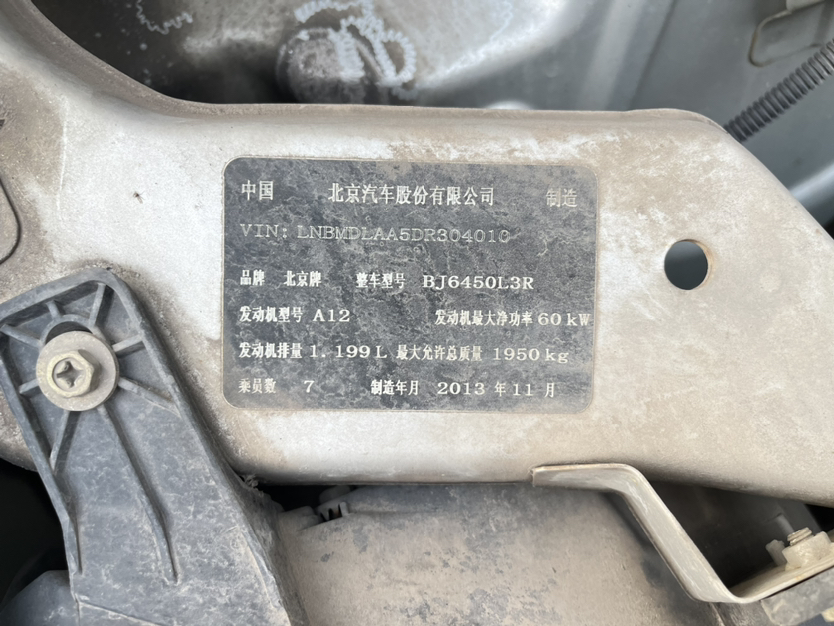 中国 北京汽车股份有限公司 制造
VIN: LNBMDLAA5DR304010
品牌 北京牌 整车型号 BJ6450L3R
发动机型号 A12 发动机最大净功率 60 kW
发动机排量 1.199L 最大允许总质量 1950 kg
乘员数 7 制造年月 2013 年 11 月